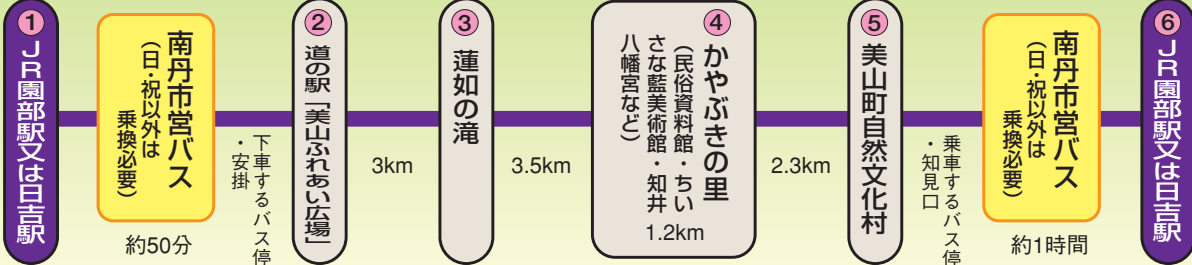 ①
JR園部駅又は日吉駅
南丹市営バス
(日・祝以外は
乗換必要)
約50分
下車するバス停
・安掛
②
道の駅「美山ふれあい広場」
3km
③
蓮如の滝
3.5km
④
かやぶきの里
(民俗資料館・ちい
さな藍美術館・知井
八幡宮など)
1.2km
2.3km
⑤
美山町自然文化村
乗車するバス停
・知見口
南丹市営バス
(日・祝以外は
乗換必要)
約1時間
⑥
JR園部駅又は日吉駅